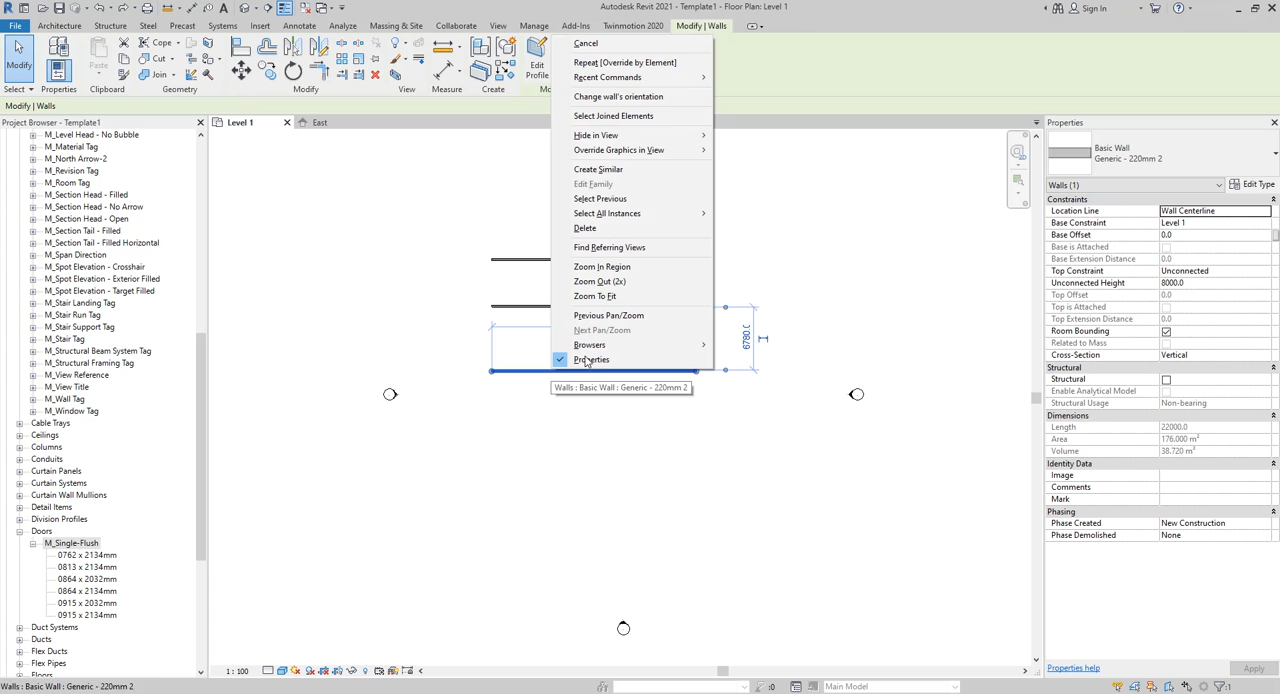 Autodesk Revit 2021 - Template1 - Floor Plan: Level 1
Sign In
File Architecture Structure Steel Precast Systems Insert Annotate Analyze Massing & Site Collaborate View Manage Add-Ins Twinmotion 2020 Modify | Walls
Modify
Paste
Cope
Cut
Join
Edit
Profile
Select Properties Clipboard Geometry Modify View Measure Create
Modify | Walls
Project Browser - Template1
M_Level Head - No Bubble
M_Material Tag
M_North Arrow-2
M_Revision Tag
M_Room Tag
M_Section Head - Filled
M_Section Head - No Arrow
M_Section Head - Open
M_Section Tail - Filled
M_Section Tail - Filled Horizontal
M_Span Direction
M_Spot Elevation - Crosshair
M_Spot Elevation - Exterior Filled
M_Spot Elevation - Target Filled
M_Stair Landing Tag
M_Stair Run Tag
M_Stair Support Tag
M_Stair Tag
M_Structural Beam System Tag
M_Structural Framing Tag
M_View Reference
M_View Title
M_Wall Tag
M_Window Tag
Cable Trays
Ceilings
Columns
Conduits
Curtain Panels
Curtain Systems
Curtain Wall Mullions
Detail Items
Division Profiles
Doors
M_Single-Flush
0762 x 2134mm
0813 x 2134mm
0864 x 2032mm
0864 x 2134mm
0915 x 2032mm
0915 x 2134mm
Duct Systems
Ducts
Flex Ducts
Flex Pipes
Level 1
East
Cancel
Repeat [Override by Element]
Recent Commands
Change wall's orientation
Select Joined Elements
Hide in View
Override Graphics in View
Create Similar
Edit Family
Select Previous
Select All Instances
Delete
Find Referring Views
Zoom In Region
Zoom Out (2x)
Zoom To Fit
Previous Pan/Zoom
Next Pan/Zoom
Browsers
Properties
Walls : Basic Wall : Generic - 220mm 2
Properties
Basic Wall
Generic - 220mm 2
Walls (1) Edit Type
Constraints
Location Line Wall Centerline
Base Constraint Level 1
Base Offset 0.0
Base is Attached
Base Extension Distance 0.0
Top Constraint Unconnected
Unconnected Height 8000.0
Top Offset 0.0
Top is Attached
Top Extension Distance 0.0
Room Bounding
Related to Mass
Cross-Section Vertical
Structural
Structural
Enable Analytical Model
Structural Usage Non-bearing
Dimensions
Length 22000.0
Area 176.000 m²
Volume 38.720 m³
Identity Data
Image
Comments
Mark
Phasing
Phase Created New Construction
Phase Demolished None
Properties help Apply
1 : 100
Walls : Basic Wall : Generic - 220mm 2
:0
Main Model
:1